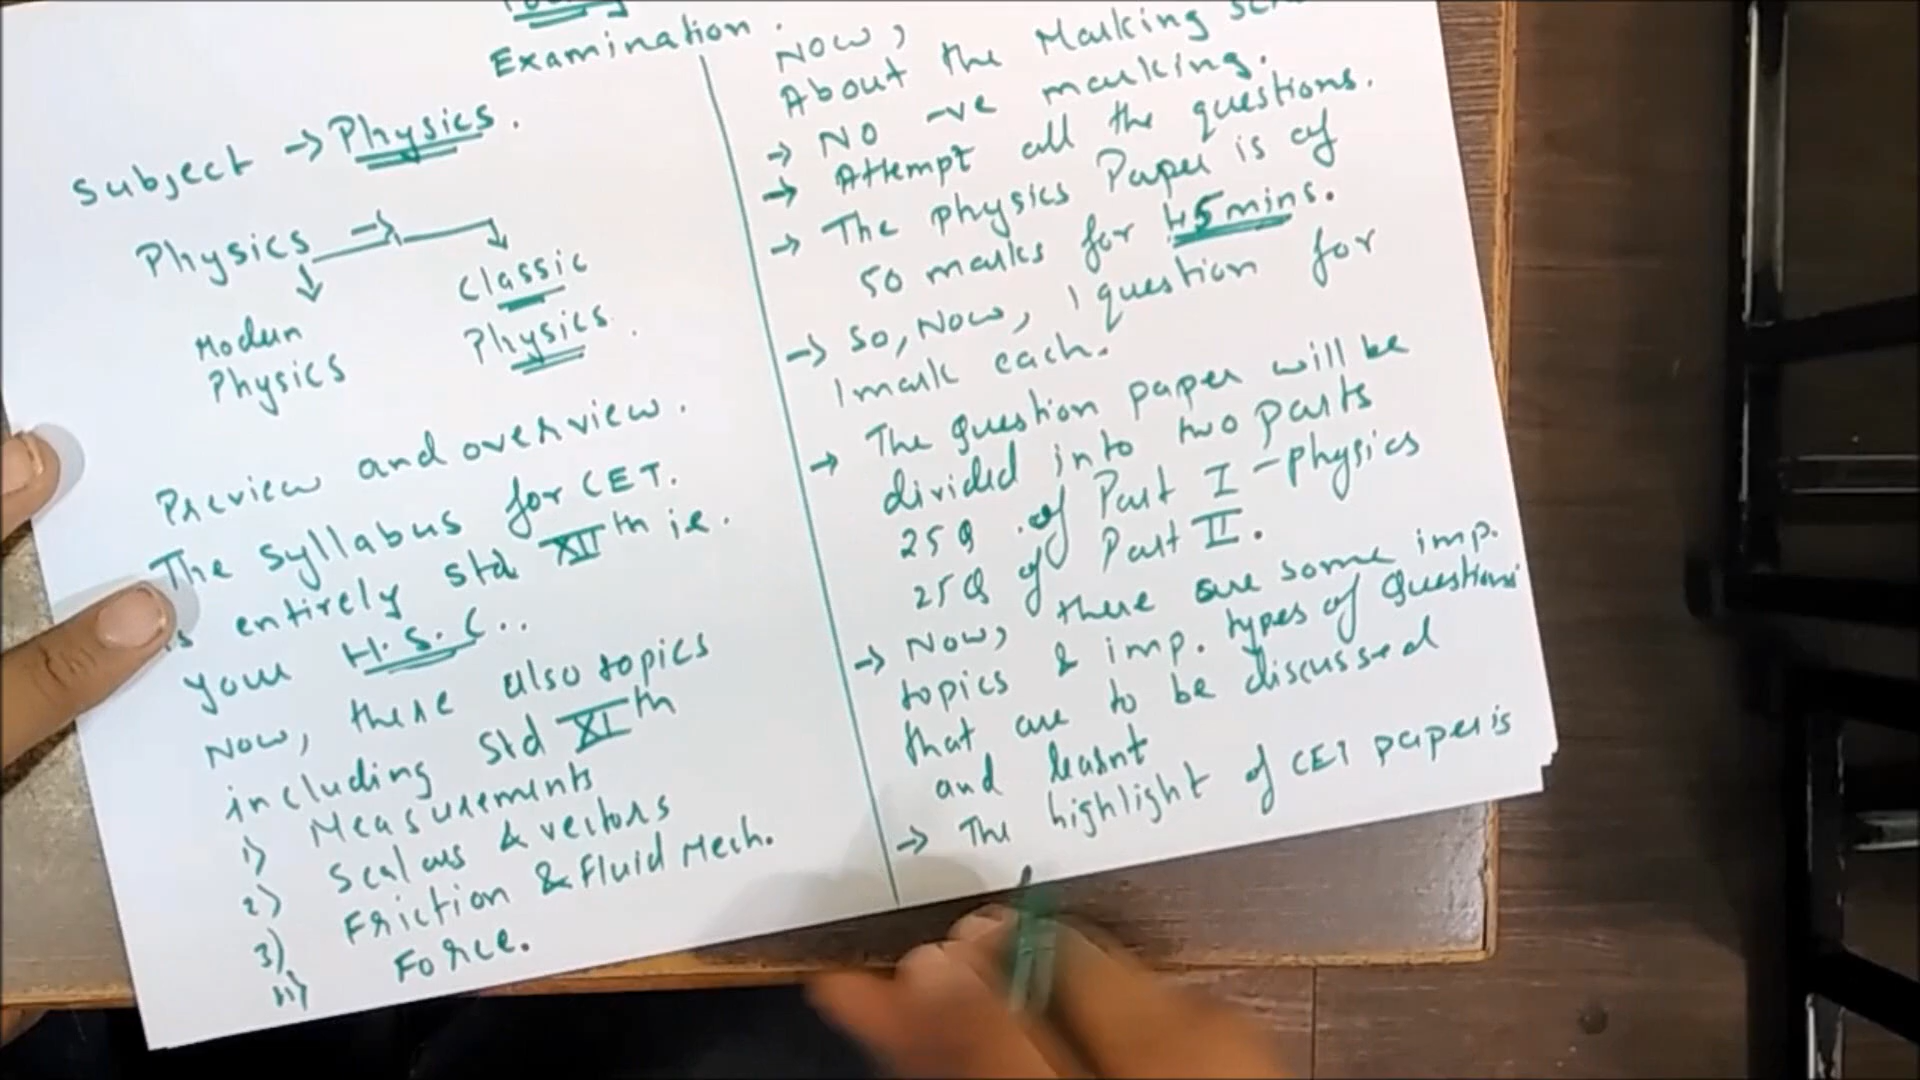 Examination.
Subject → Physics.
Physics →
Modern
Physics
Classic
Physics.
Preview and overview.
The syllabus for CET.
is entirely std XIIth ie.
your H.S.C..
Now, there also topics
including std XIth
1) Measurements
2) Scalars & vectors
3) Friction & Fluid Mech.
4) Force.
Now,
About the Marking
→ NO -ve marking.
→ Attempt all the questions.
→ The physics Paper is of
50 marks for 45 mins.
→ So, Now, 1 question for
1 mark each.
→ The question paper will be
divided into two parts
25 Q. of Part I - physics
25 Q of Part II.
→ Now, there are some imp.
topics & imp. types of Questions
that are to be discussed
and learnt
→ The highlight of CET paper is